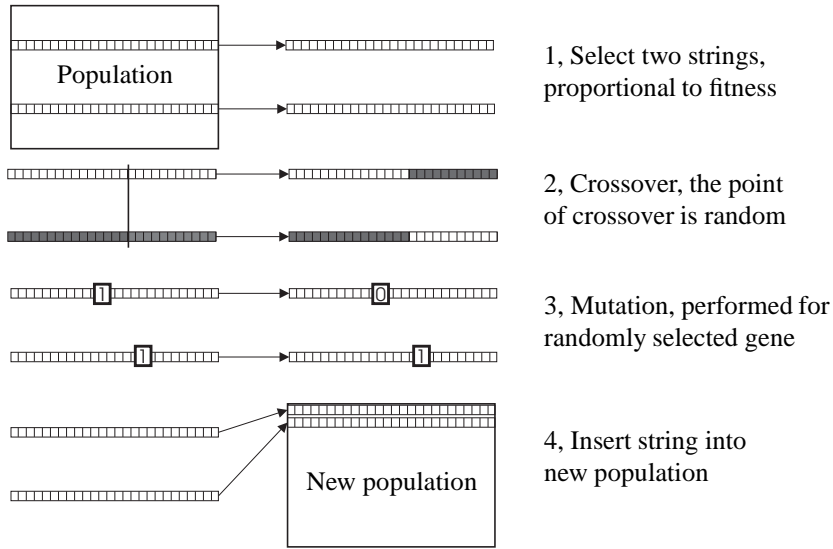 Population
1, Select two strings,
proportional to fitness
2, Crossover, the point
of crossover is random
1
0
3, Mutation, performed for
randomly selected gene
1
1
New population
4, Insert string into
new population